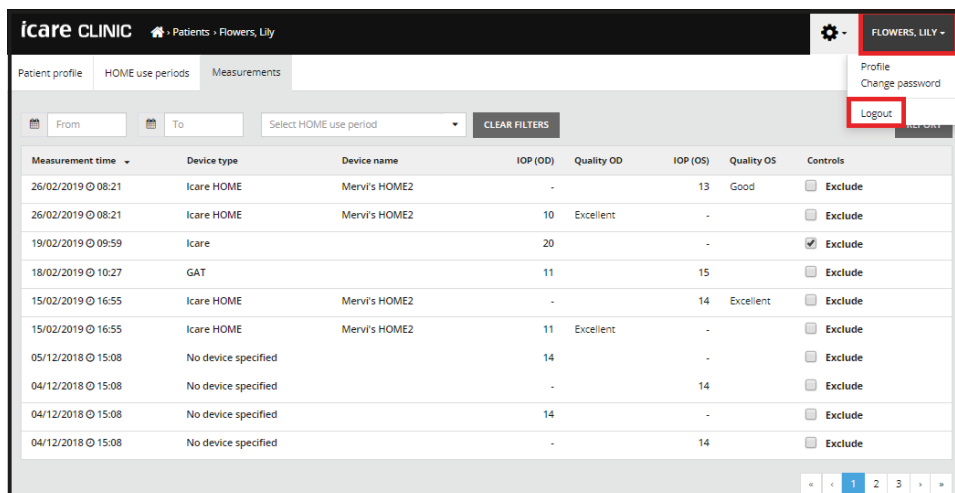 icare CLINIC › Patients › Flowers, Lily FLOWERS, LILY
Patient profile HOME use periods Measurements
Profile
Change password
Logout
From To Select HOME use period CLEAR FILTERS REPORT
Measurement time Device type Device name IOP (OD) Quality OD IOP (OS) Quality OS Controls
26/02/2019 08:21 Icare HOME Mervi's HOME2 - 13 Good Exclude
26/02/2019 08:21 Icare HOME Mervi's HOME2 10 Excellent - Exclude
19/02/2019 09:59 Icare 20 - Exclude
18/02/2019 10:27 GAT 11 15 Exclude
15/02/2019 16:55 Icare HOME Mervi's HOME2 - 14 Excellent Exclude
15/02/2019 16:55 Icare HOME Mervi's HOME2 11 Excellent - Exclude
05/12/2018 15:08 No device specified 14 - Exclude
04/12/2018 15:08 No device specified - 14 Exclude
04/12/2018 15:08 No device specified 14 - Exclude
04/12/2018 15:08 No device specified - 14 Exclude
« ‹ 1 2 3 › »